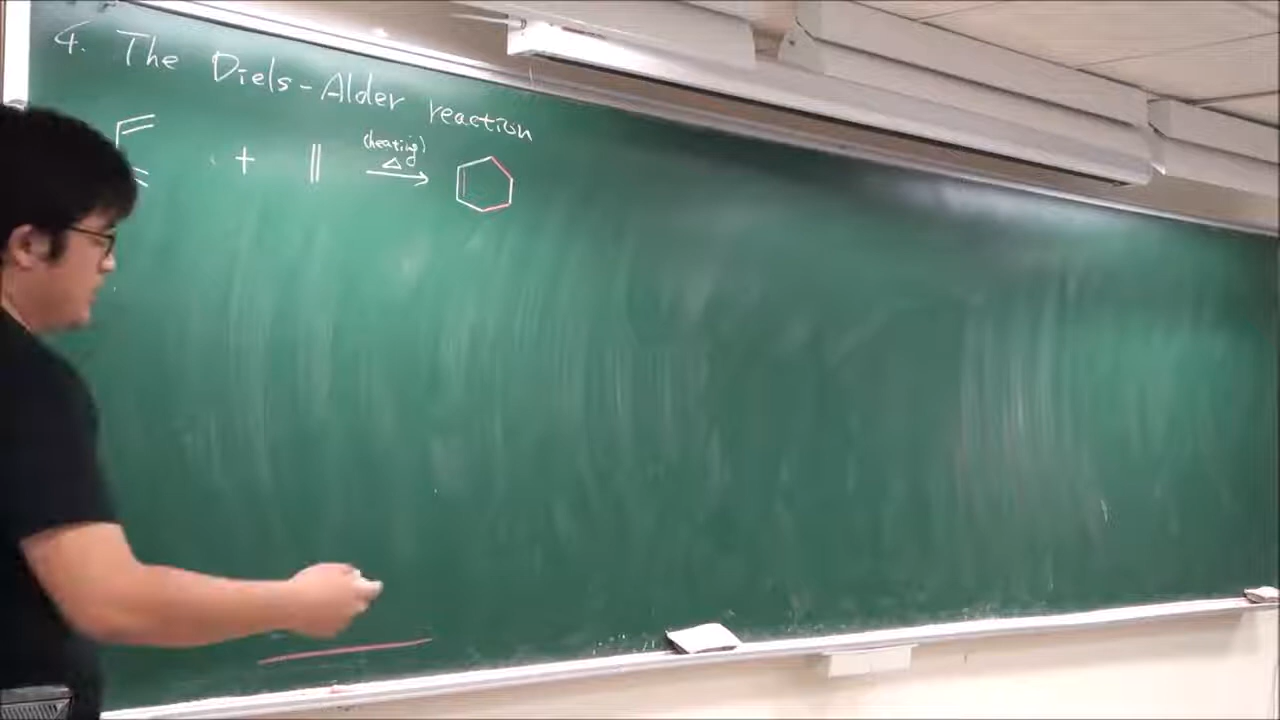 4. The Diels-Alder reaction
(heating)
+ || Δ →